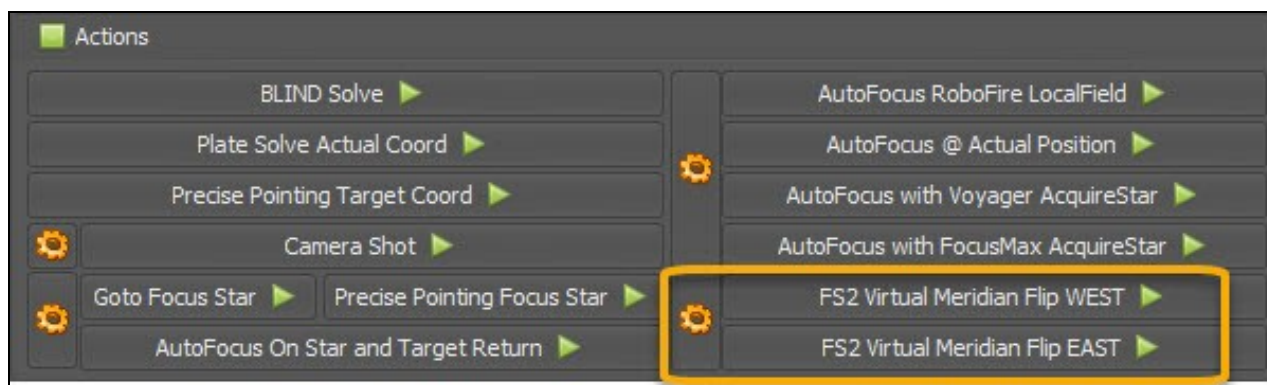 Actions
BLIND Solve
Plate Solve Actual Coord
Precise Pointing Target Coord
Camera Shot
Goto Focus Star
Precise Pointing Focus Star
AutoFocus On Star and Target Return
AutoFocus RoboFire LocalField
AutoFocus @ Actual Position
AutoFocus with Voyager AcquireStar
AutoFocus with FocusMax AcquireStar
FS2 Virtual Meridian Flip WEST
FS2 Virtual Meridian Flip EAST